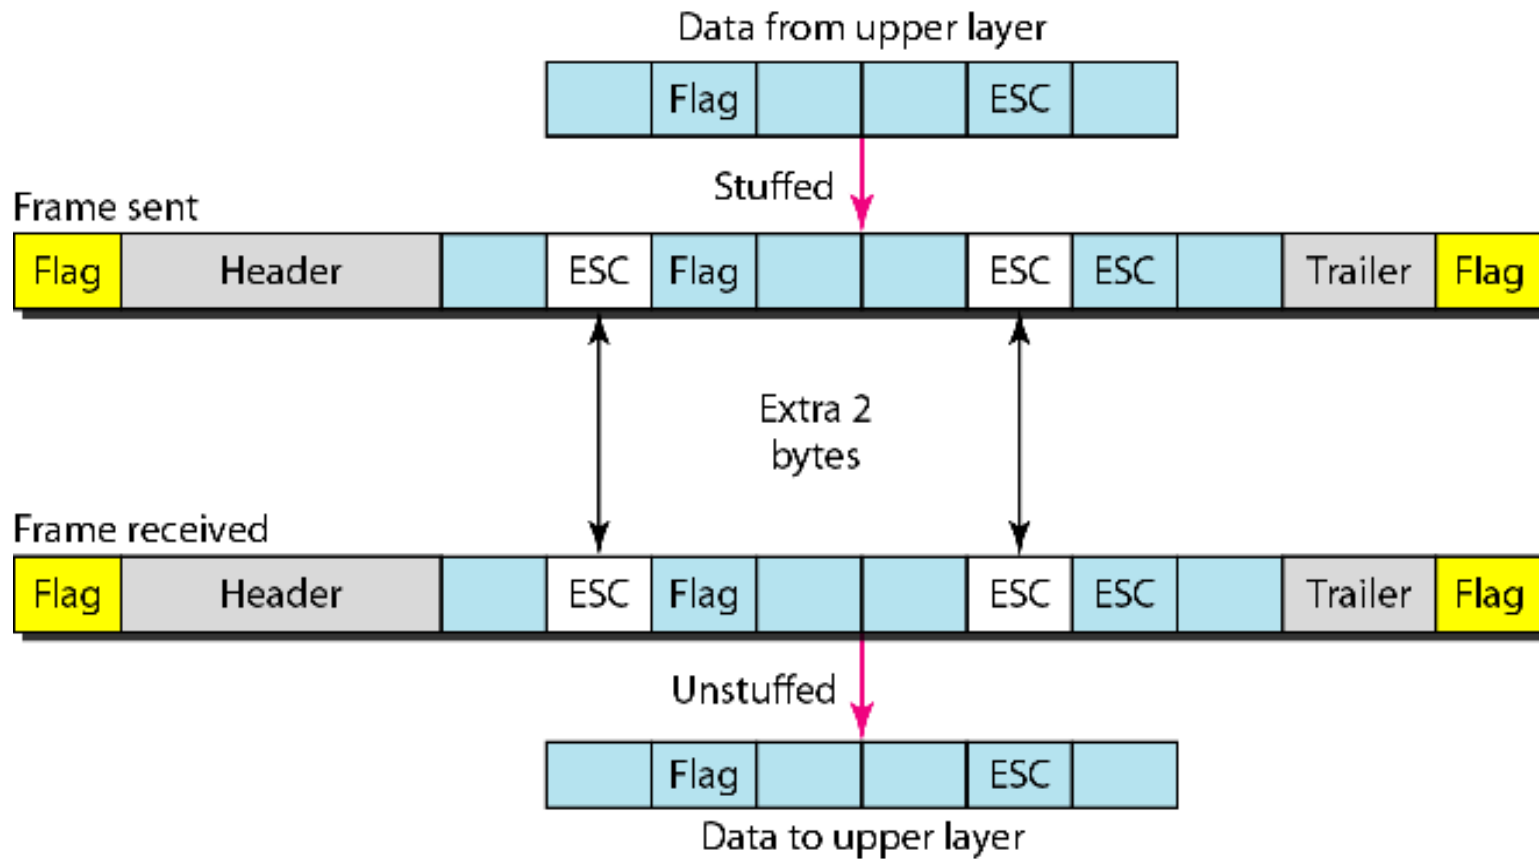 Data from upper layer
Flag ESC
Stuffed
Frame sent
Flag Header ESC Flag ESC ESC Trailer Flag
Extra 2
bytes
Frame received
Flag Header ESC Flag ESC ESC Trailer Flag
Unstuffed
Flag ESC
Data to upper layer